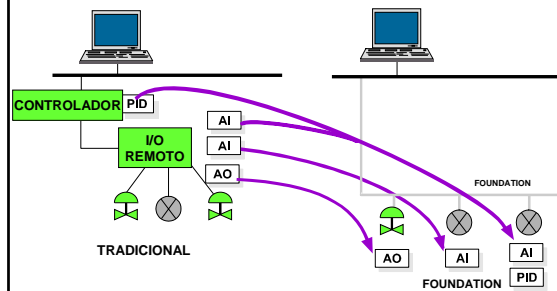 CONTROLADOR
PID
I/O
REMOTO
AI
AI
AO
TRADICIONAL
FOUNDATION
AO
AI
AI
PID
FOUNDATION